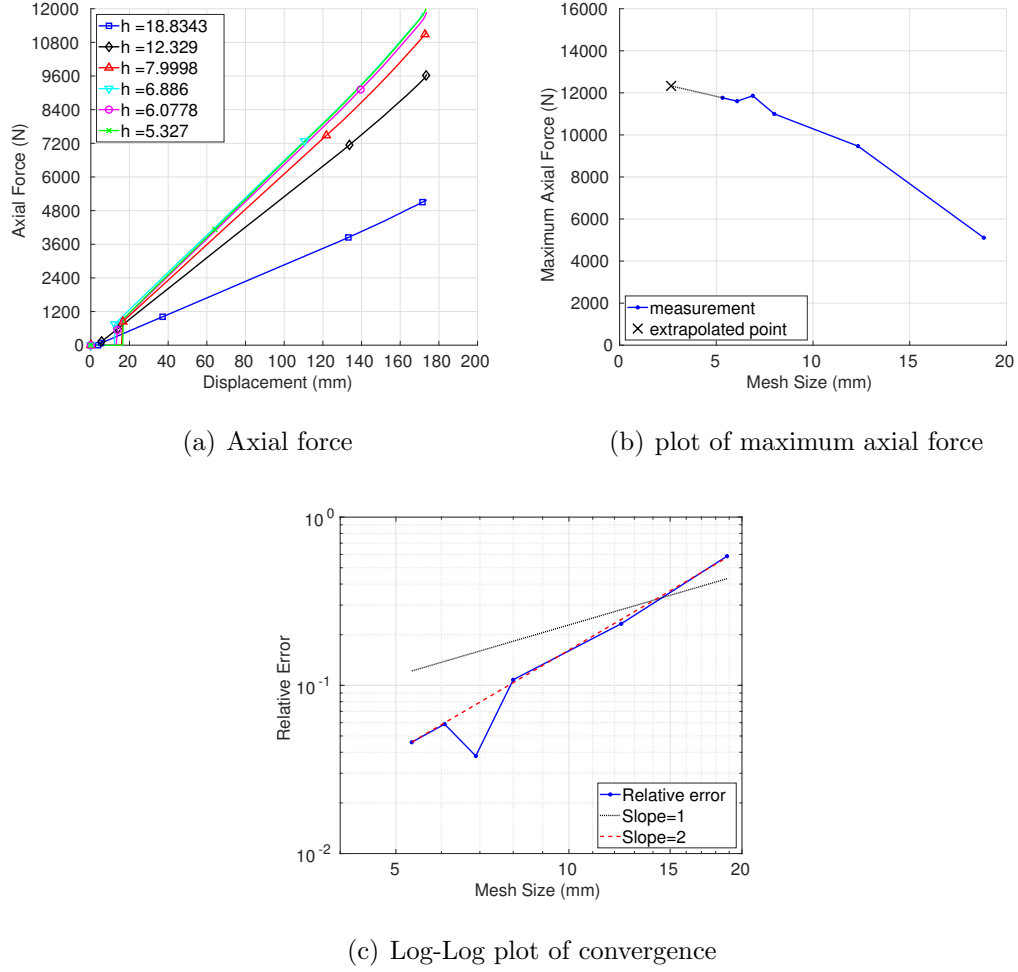 12000
10800
9600
8400
7200
6000
4800
3600
2400
1200
0
Axial Force (N)
h =18.8343
h =12.329
h =7.9998
h =6.886
h =6.0778
h =5.327
0 20 40 60 80 100 120 140 160 180 200
Displacement (mm)
(a) Axial force
16000
14000
12000
10000
8000
6000
4000
2000
0
Maximum Axial Force (N)
measurement
extrapolated point
0 5 10 15 20
Mesh Size (mm)
(b) plot of maximum axial force
10^0
10^-1
10^-2
Relative Error
Relative error
Slope=1
Slope=2
5 10 15 20
Mesh Size (mm)
(c) Log-Log plot of convergence